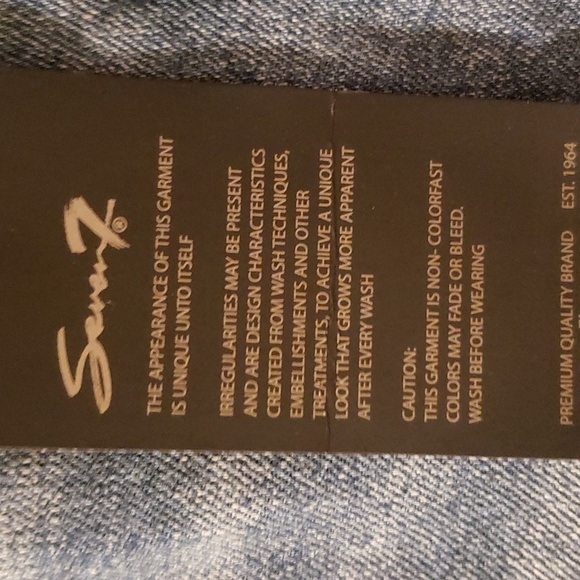 Seven7®
THE APPEARANCE OF THIS GARMENT
IS UNIQUE UNTO ITSELF
IRREGULARITIES MAY BE PRESENT
AND ARE DESIGN CHARACTERISTICS
CREATED FROM WASH TECHNIQUES,
EMBELLISHMENTS AND OTHER
TREATMENTS, TO ACHIEVE A UNIQUE
LOOK THAT GROWS MORE APPARENT
AFTER EVERY WASH
CAUTION:
THIS GARMENT IS NON- COLORFAST
COLORS MAY FADE OR BLEED.
WASH BEFORE WEARING
PREMIUM QUALITY BRAND EST. 1964